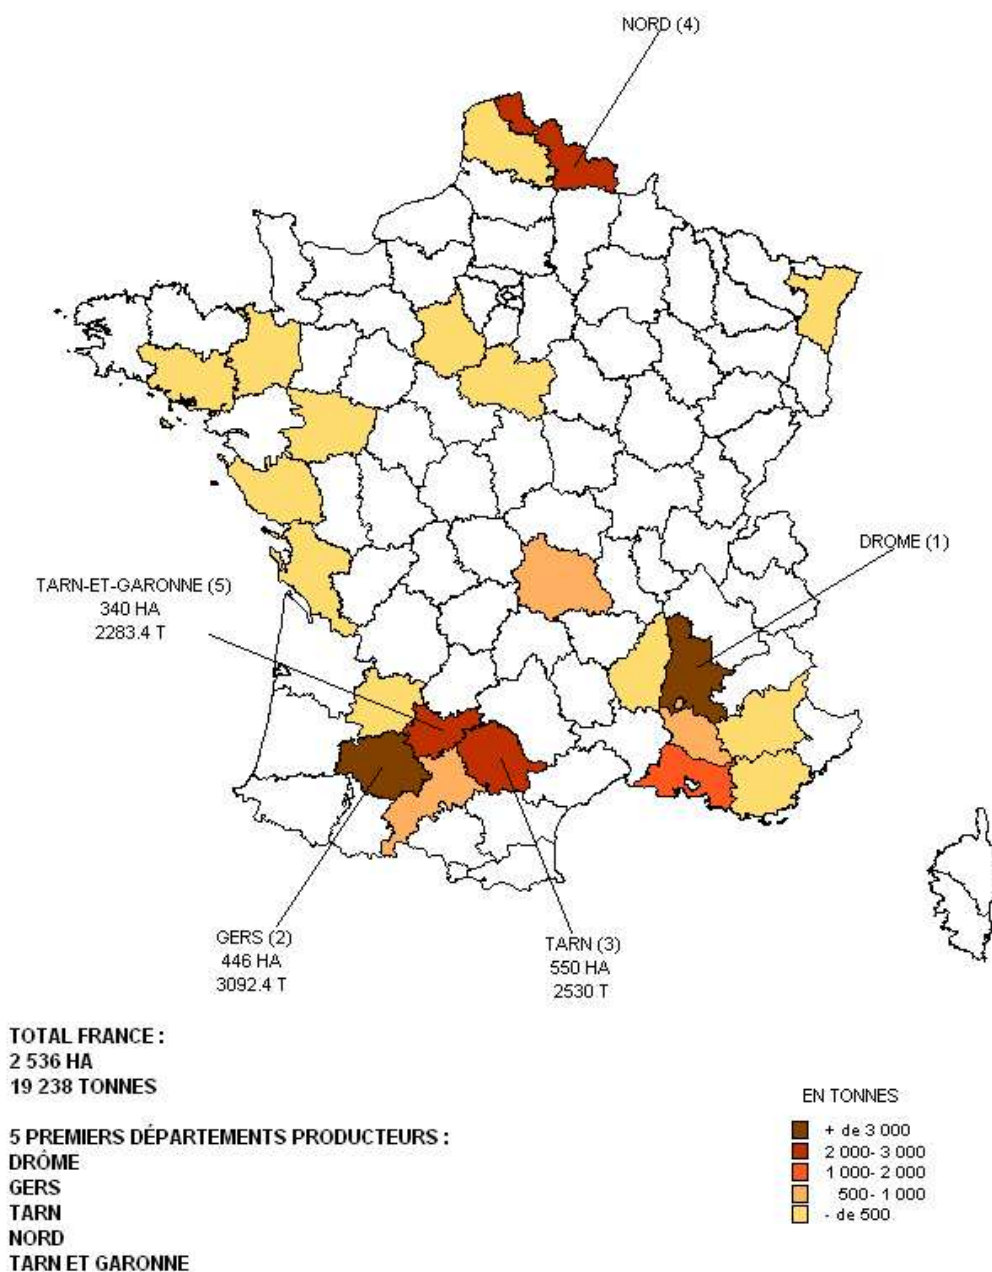 NORD (4)
DROME (1)
TARN-ET-GARONNE (5)
340 HA
2283.4 T
GERS (2)
446 HA
3092.4 T
TARN (3)
550 HA
2530 T
TOTAL FRANCE :
2 536 HA
19 238 TONNES
5 PREMIERS DÉPARTEMENTS PRODUCTEURS :
DRÔME
GERS
TARN
NORD
TARN ET GARONNE
EN TONNES
+ de 3 000
2 000- 3 000
1 000- 2 000
500- 1 000
- de 500